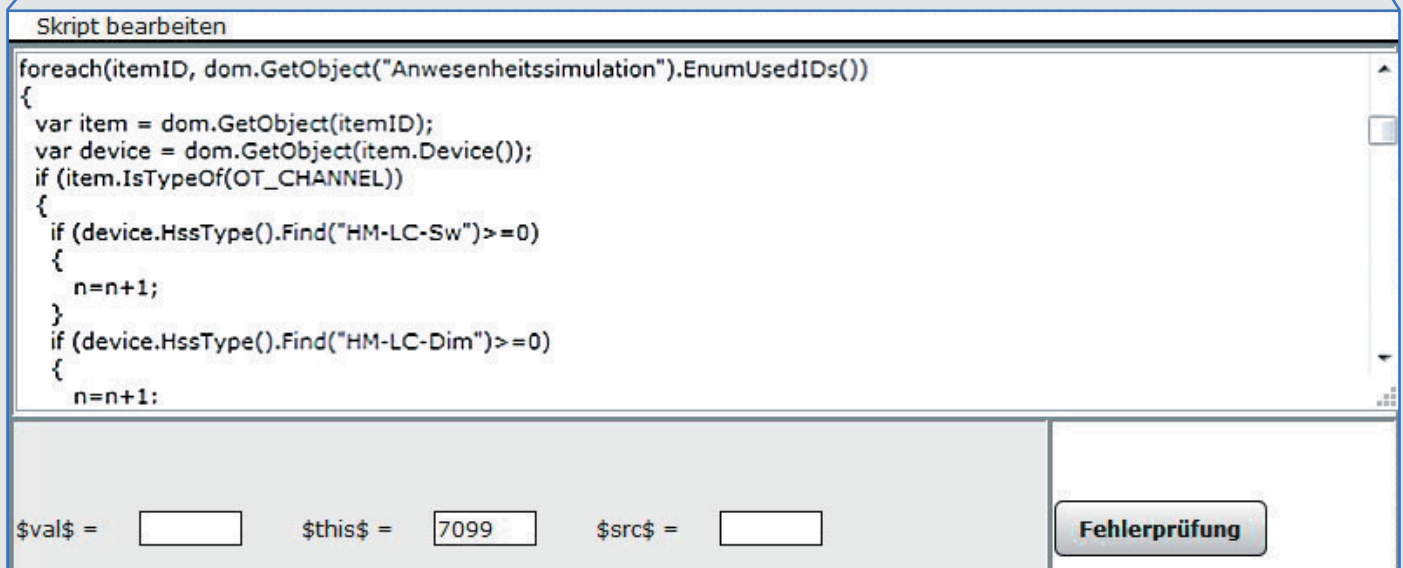 Skript bearbeiten
foreach(itemID, dom.GetObject("Anwesenheitssimulation").EnumUsedIDs())
{
var item = dom.GetObject(itemID);
var device = dom.GetObject(item.Device());
if (item.IsTypeOf(OT_CHANNEL))
{
if (device.HssType().Find("HM-LC-Sw")>=0)
{
n=n+1;
}
if (device.HssType().Find("HM-LC-Dim")>=0)
{
n=n+1:
$val$ = $this$ = 7099 $src$ = Fehlerprüfung